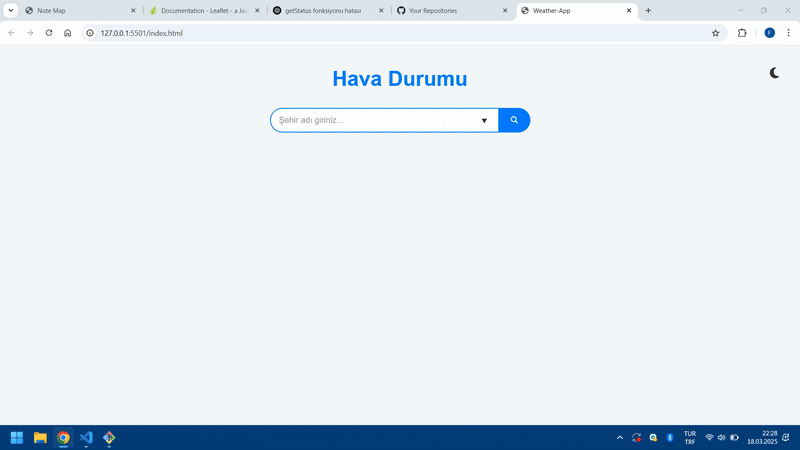 Note Map
Documentation - Leaflet - a Ja
getStatus fonksiyonu hatası
Your Repositories
Weather-App
127.0.0.1:5501/index.html
F
Hava Durumu
Şehir adı giriniz...
TUR
TRF
22:28
18.03.2025